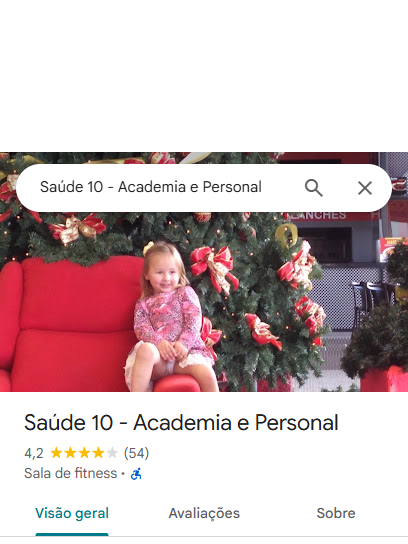 Saúde 10 - Academia e Personal
LANCHES
Saúde 10 - Academia e Personal
4,2 (54)
Sala de fitness ·
Visão geral Avaliações Sobre